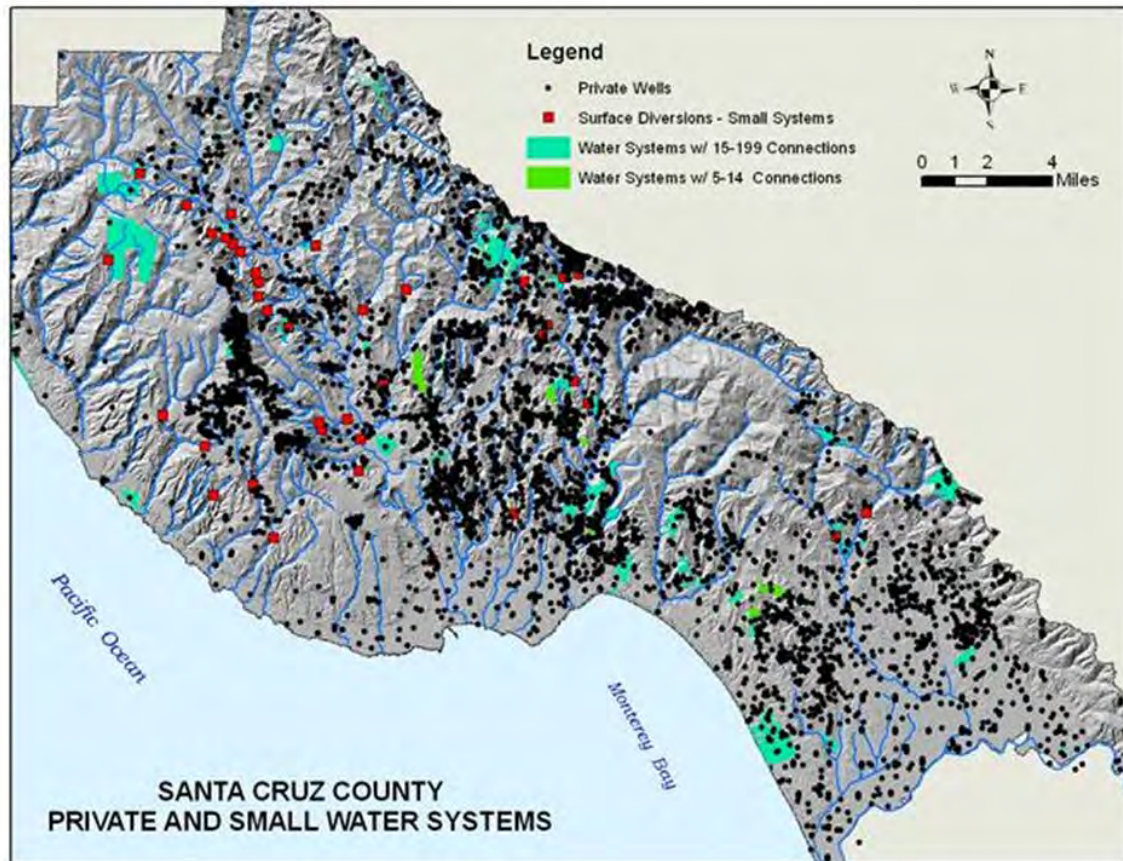 Legend
Private Wells
Surface Diversions - Small Systems
Water Systems w/ 15-199 Connections
Water Systems w/ 5-14 Connections
N
W E
S
0 1 2 4
Miles
Pacific Ocean
Monterey Bay
SANTA CRUZ COUNTY
PRIVATE AND SMALL WATER SYSTEMS